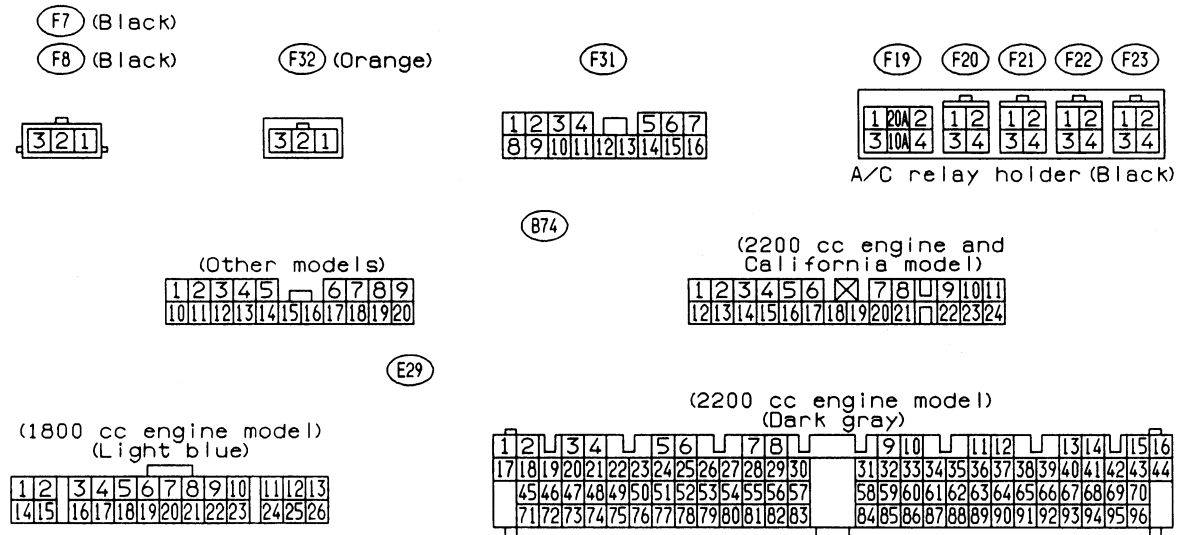 F7 (Black)
F8 (Black)
F32 (Orange)
F31
F19 F20 F21 F22 F23
3 2 1
3 2 1
1 2 3 4 5 6 7
8 9 10 11 12 13 14 15 16
1 20A 2 1 2 1 2 1 2 1 2
3 10A 4 3 4 3 4 3 4 3 4
A/C relay holder (Black)
B74
(Other models)
1 2 3 4 5 6 7 8 9
10 11 12 13 14 15 16 17 18 19 20
(2200 cc engine and
California model)
1 2 3 4 5 6 7 8 9 10 11
12 13 14 15 16 17 18 19 20 21 22 23 24
E29
(1800 cc engine model)
(Light blue)
1 2 3 4 5 6 7 8 9 10 11 12 13
14 15 16 17 18 19 20 21 22 23 24 25 26
(2200 cc engine model)
(Dark gray)
1 2 3 4 5 6 7 8 9 10 11 12 13 14 15 16
17 18 19 20 21 22 23 24 25 26 27 28 29 30 31 32 33 34 35 36 37 38 39 40 41 42 43 44
45 46 47 48 49 50 51 52 53 54 55 56 57 58 59 60 61 62 63 64 65 66 67 68 69 70
71 72 73 74 75 76 77 78 79 80 81 82 83 84 85 86 87 88 89 90 91 92 93 94 95 96